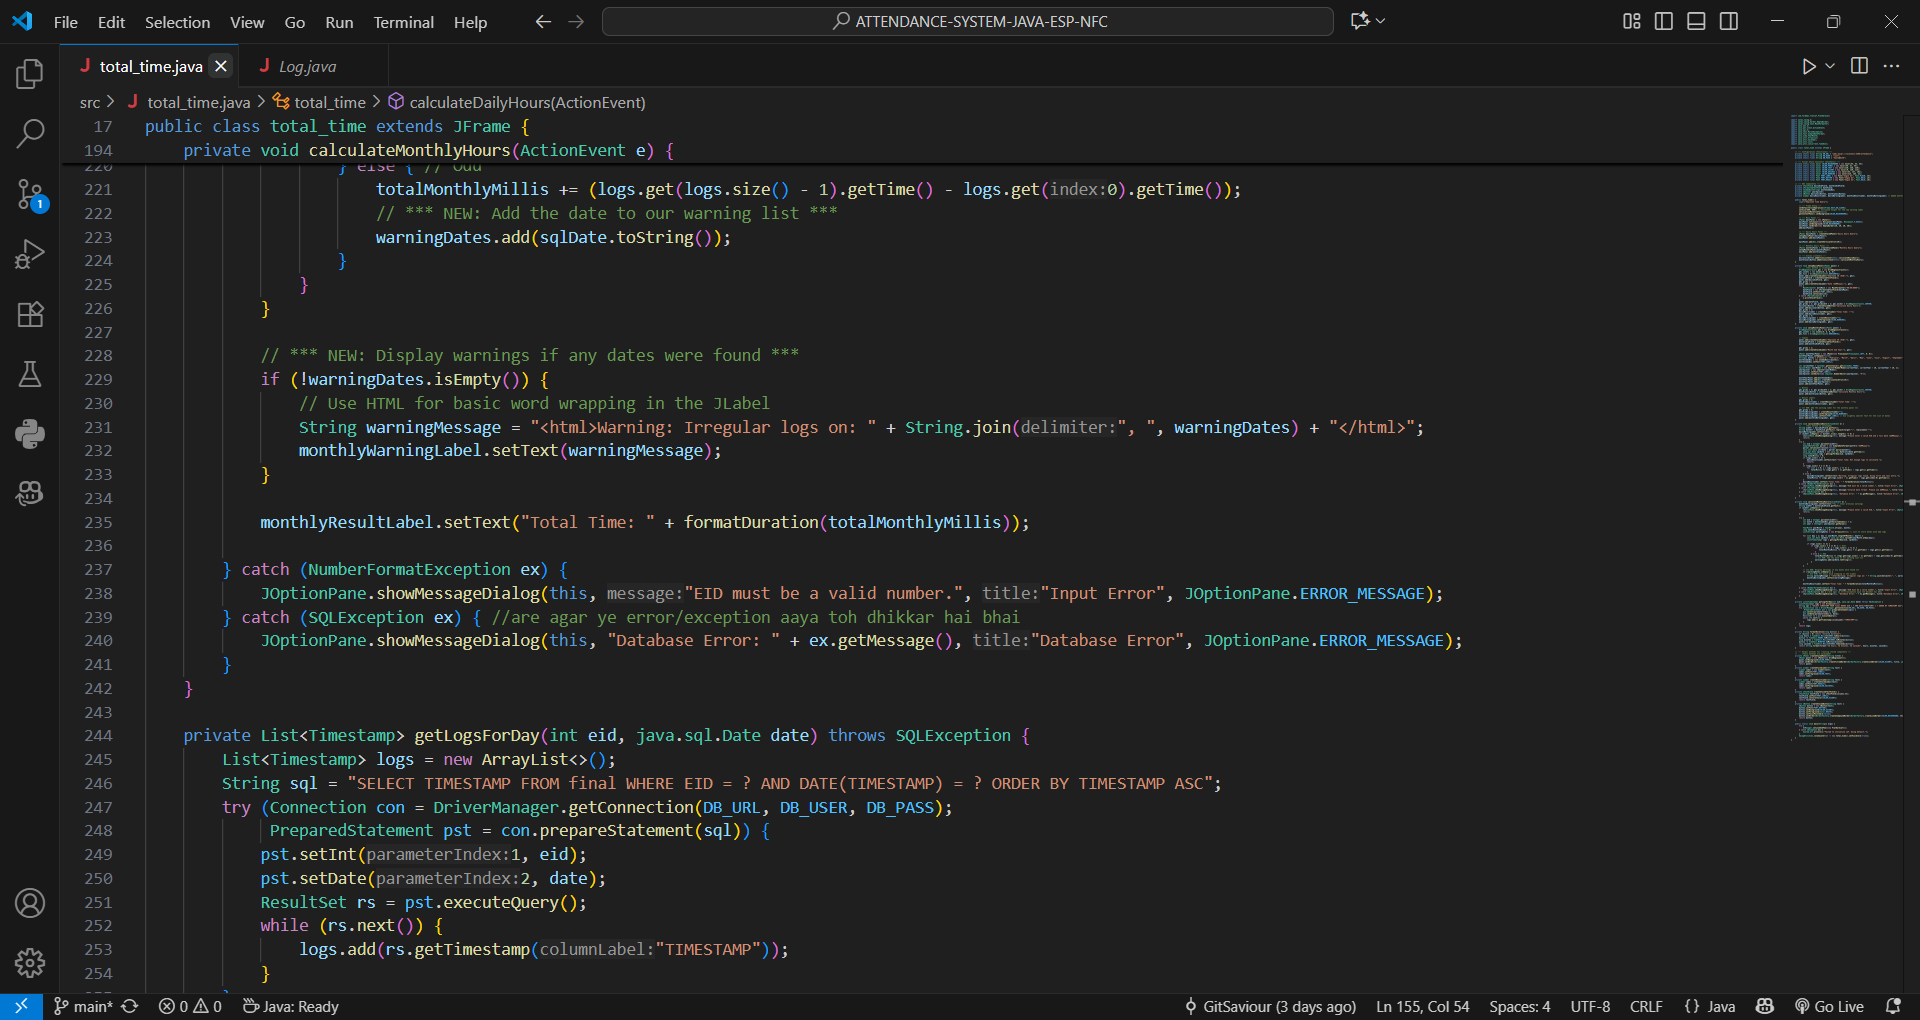 File Edit Selection View Go Run Terminal Help ATTENDANCE-SYSTEM-JAVA-ESP-NFC
J total_time.java J Log.java
src > J total_time.java > total_time > calculateDailyHours(ActionEvent)
17 public class total_time extends JFrame {
194 private void calculateMonthlyHours(ActionEvent e) {
220 } else { // Odd
221 totalMonthlyMillis += (logs.get(logs.size() - 1).getTime() - logs.get(index:0).getTime());
222 // *** NEW: Add the date to our warning list ***
223 warningDates.add(sqlDate.toString());
224 }
225 }
226 }
227
228 // *** NEW: Display warnings if any dates were found ***
229 if (!warningDates.isEmpty()) {
230 // Use HTML for basic word wrapping in the JLabel
231 String warningMessage = "<html>Warning: Irregular logs on: " + String.join(delimiter:", ", warningDates) + "</html>";
232 monthlyWarningLabel.setText(warningMessage);
233 }
234
235 monthlyResultLabel.setText("Total Time: " + formatDuration(totalMonthlyMillis));
236
237 } catch (NumberFormatException ex) {
238 JOptionPane.showMessageDialog(this, message:"EID must be a valid number.", title:"Input Error", JOptionPane.ERROR_MESSAGE);
239 } catch (SQLException ex) { //are agar ye error/exception aaya toh dhikkar hai bhai
240 JOptionPane.showMessageDialog(this, "Database Error: " + ex.getMessage(), title:"Database Error", JOptionPane.ERROR_MESSAGE);
241 }
242 }
243
244 private List<Timestamp> getLogsForDay(int eid, java.sql.Date date) throws SQLException {
245 List<Timestamp> logs = new ArrayList<>();
246 String sql = "SELECT TIMESTAMP FROM final WHERE EID = ? AND DATE(TIMESTAMP) = ? ORDER BY TIMESTAMP ASC";
247 try (Connection con = DriverManager.getConnection(DB_URL, DB_USER, DB_PASS);
248 PreparedStatement pst = con.prepareStatement(sql)) {
249 pst.setInt(parameterIndex:1, eid);
250 pst.setDate(parameterIndex:2, date);
251 ResultSet rs = pst.executeQuery();
252 while (rs.next()) {
253 logs.add(rs.getTimestamp(columnLabel:"TIMESTAMP"));
254 }
1
main* 0 0 Java: Ready GitSaviour (3 days ago) Ln 155, Col 54 Spaces: 4 UTF-8 CRLF {} Java Go Live